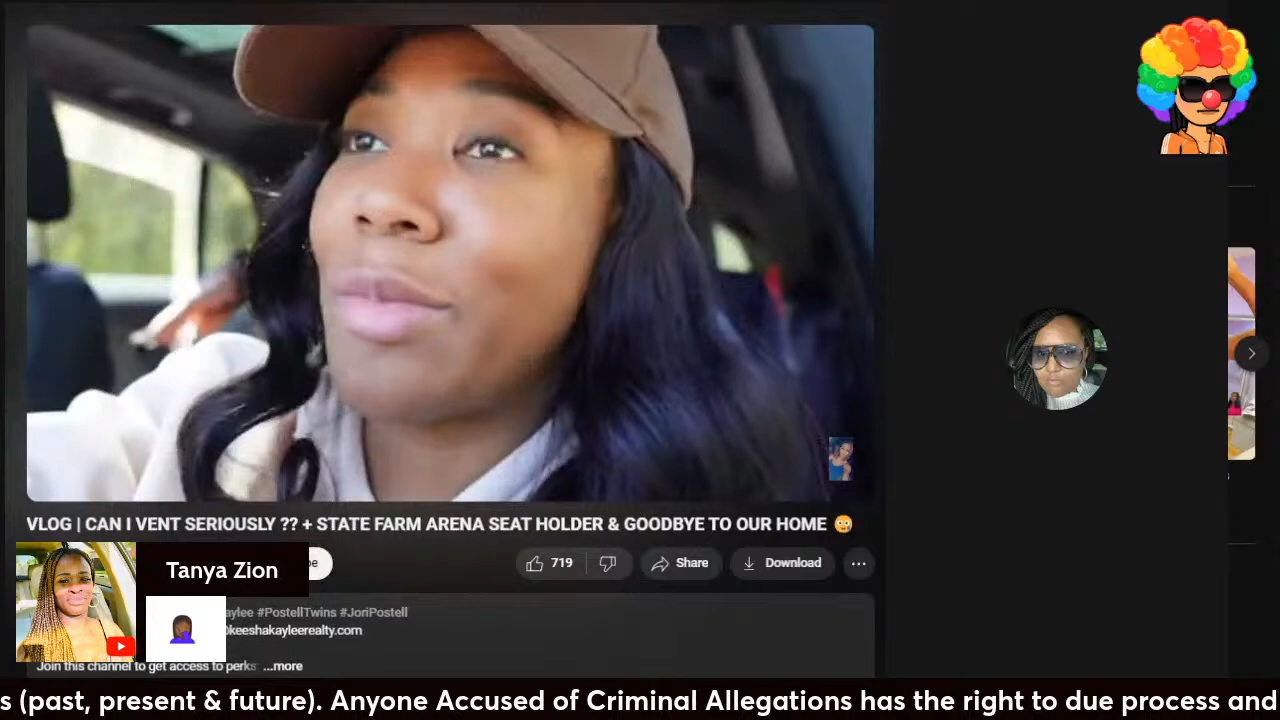 VLOG | CAN I VENT SERIOUSLY ?? + STATE FARM ARENA SEAT HOLDER & GOODBYE TO OUR HOME 😳
719
Share
Download
Tanya Zion
aylee #PostellTwins #JoriPostell
keeshakayleerealty.com
Join this channel to get access to perks: ...more
s (past, present & future). Anyone Accused of Criminal Allegations has the right to due process and